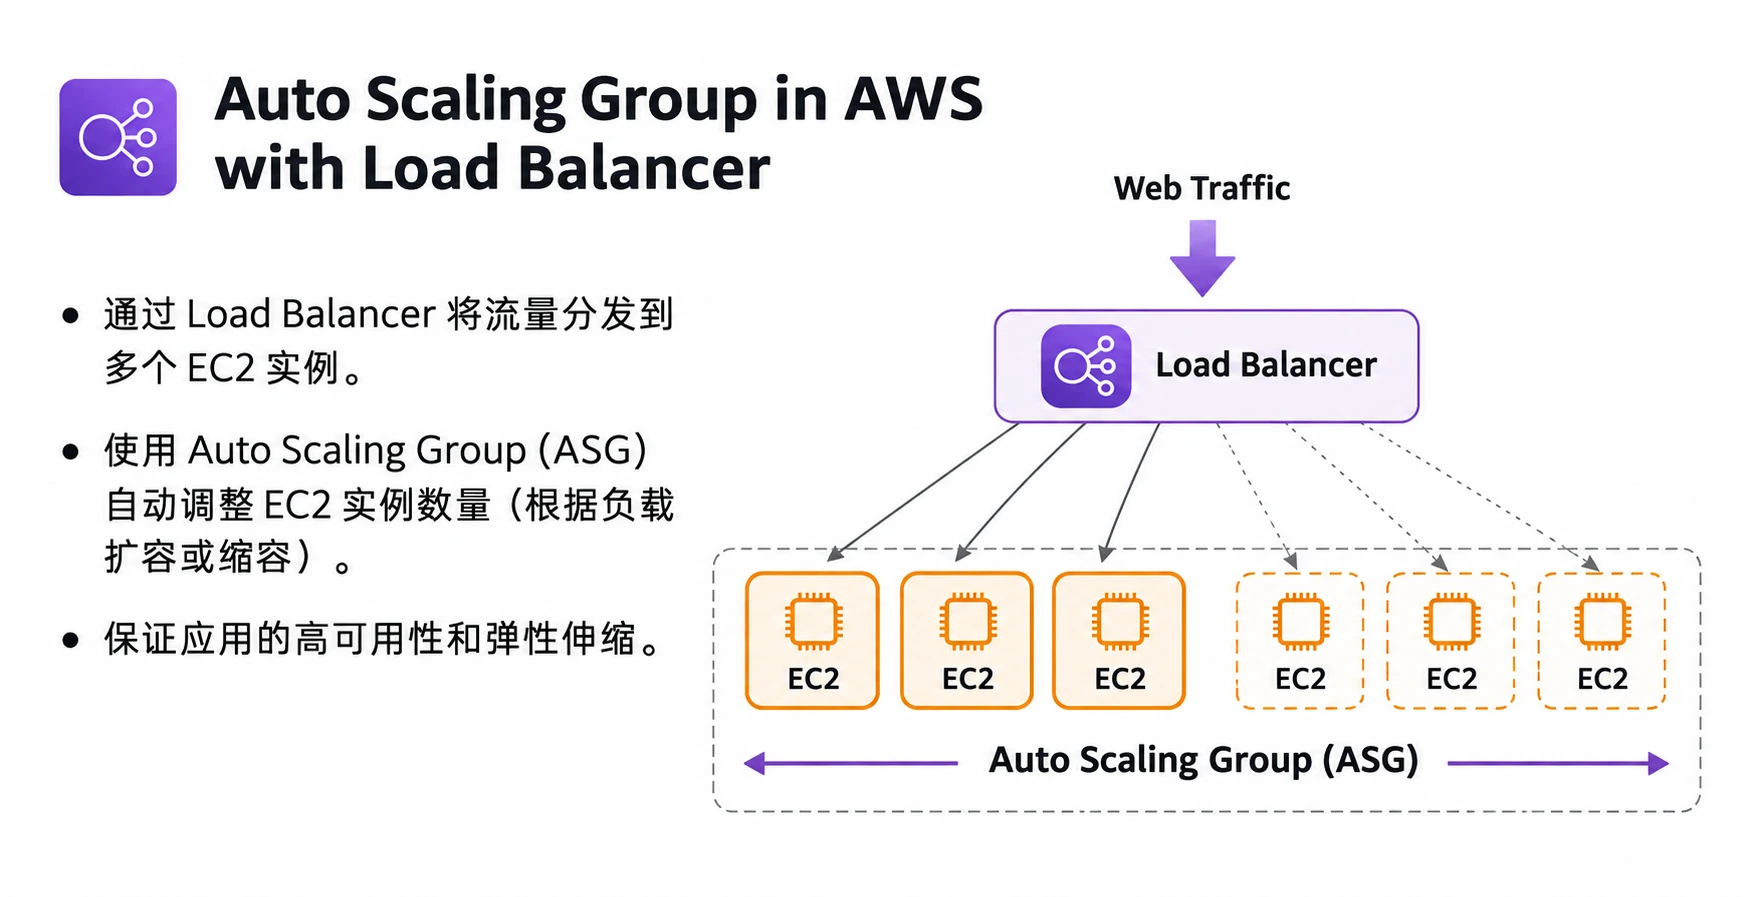 Auto Scaling Group in AWS
with Load Balancer
• 通过 Load Balancer 将流量分发到
多个 EC2 实例。
• 使用 Auto Scaling Group (ASG)
自动调整 EC2 实例数量（根据负载
扩容或缩容）。
• 保证应用的高可用性和弹性伸缩。
Web Traffic
Load Balancer
EC2
EC2
EC2
EC2
EC2
EC2
Auto Scaling Group (ASG)